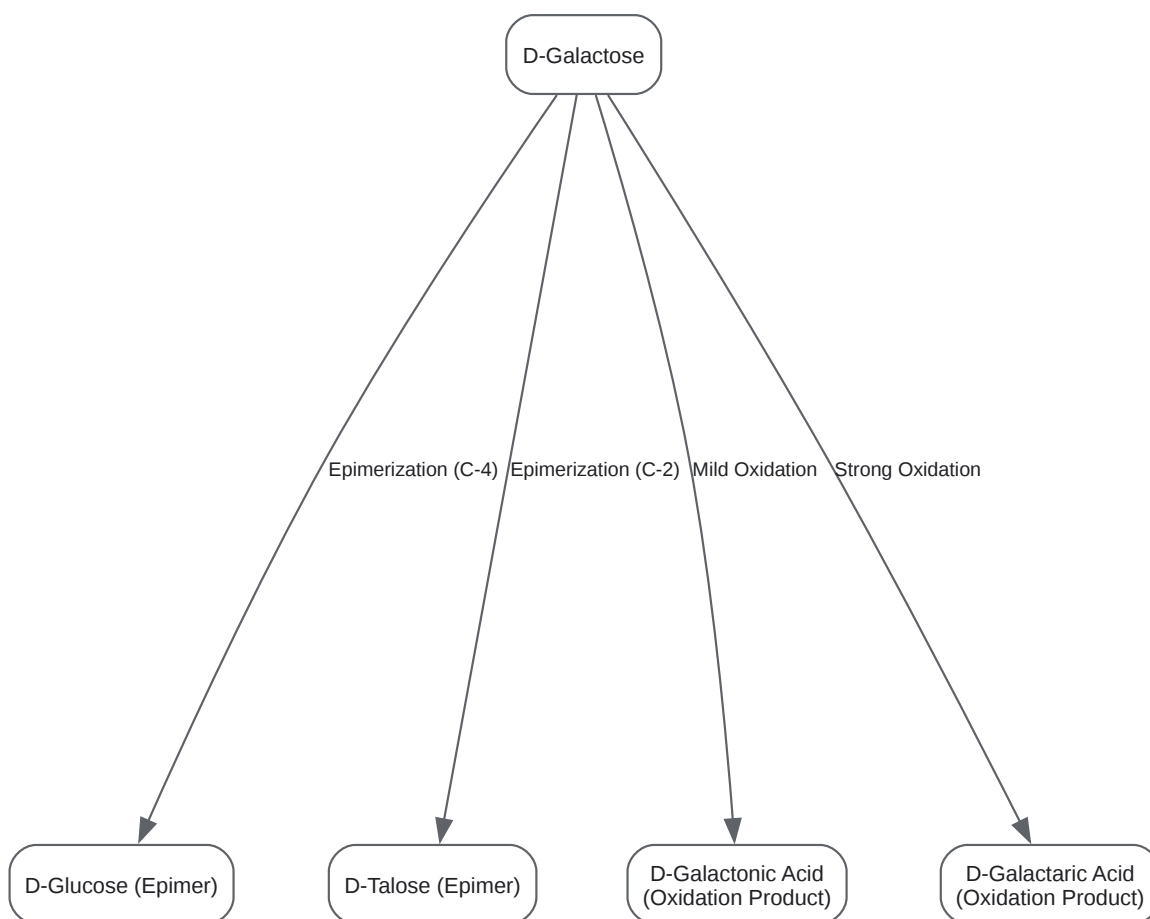 D-Galactose
Epimerization (C-4)
Epimerization (C-2)
Mild Oxidation
Strong Oxidation
D-Glucose (Epimer)
D-Talose (Epimer)
D-Galactonic Acid
(Oxidation Product)
D-Galactaric Acid
(Oxidation Product)